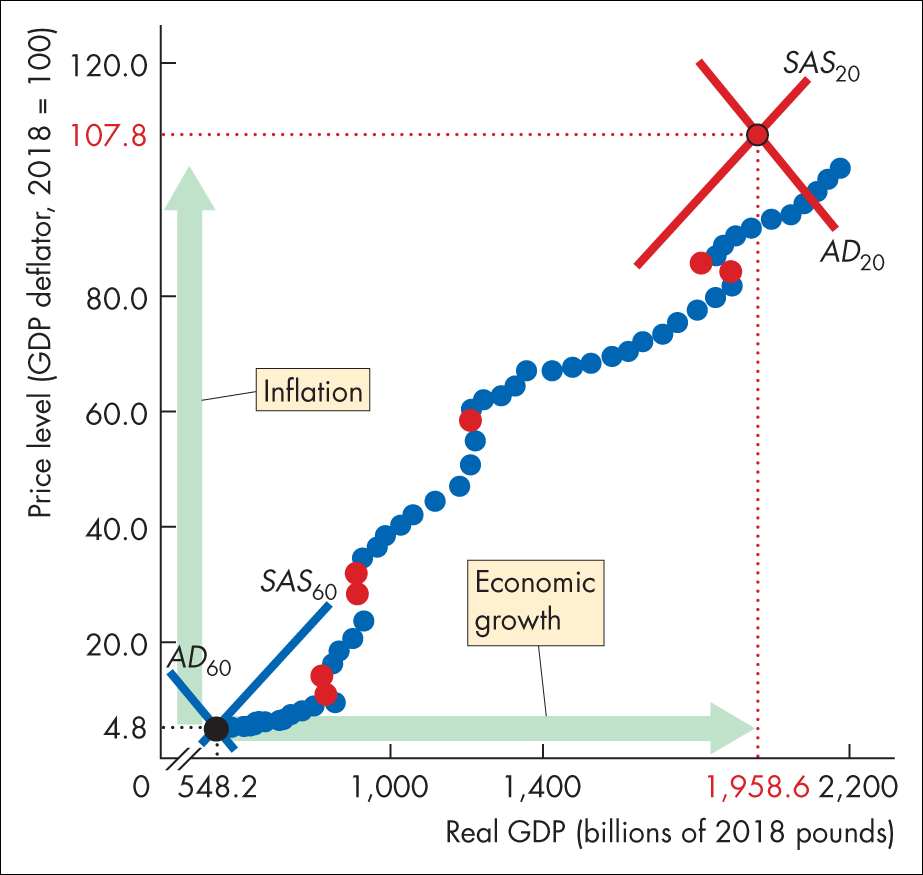 Price level (GDP deflator, 2018 = 100)
120.0
107.8
80.0
60.0
40.0
20.0
4.8
SAS20
AD20
Inflation
SAS60
AD60
Economic
growth
0
548.2
1,000
1,400
1,958.6
2,200
Real GDP (billions of 2018 pounds)